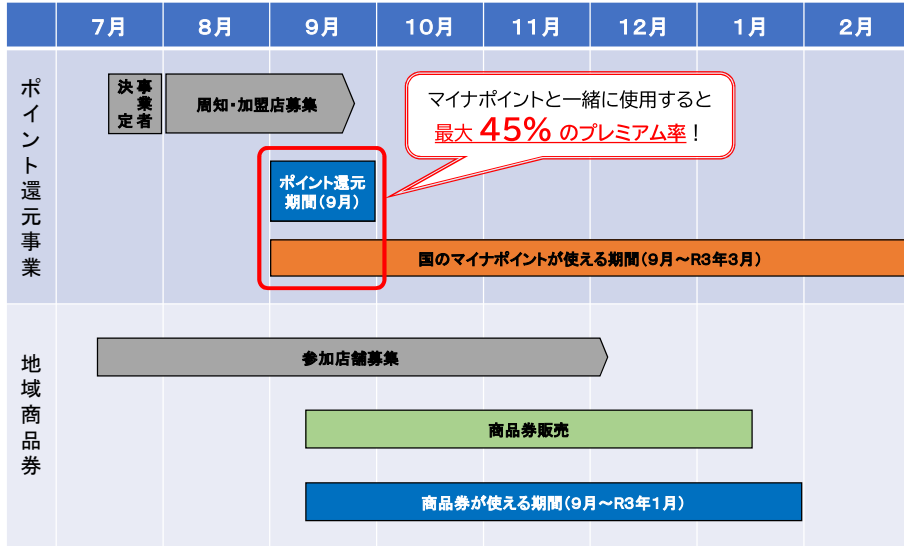 7月 8月 9月 10月 11月 12月 1月 2月
ポイント還元事業
事業者
決定
周知・加盟店募集
マイナポイントと一緒に使用すると
最大 45% のプレミアム率！
ポイント還元
期間（9月）
国のマイナポイントが使える期間（9月～R3年3月）
地域商品券
参加店舗募集
商品券販売
商品券が使える期間（9月～R3年1月）